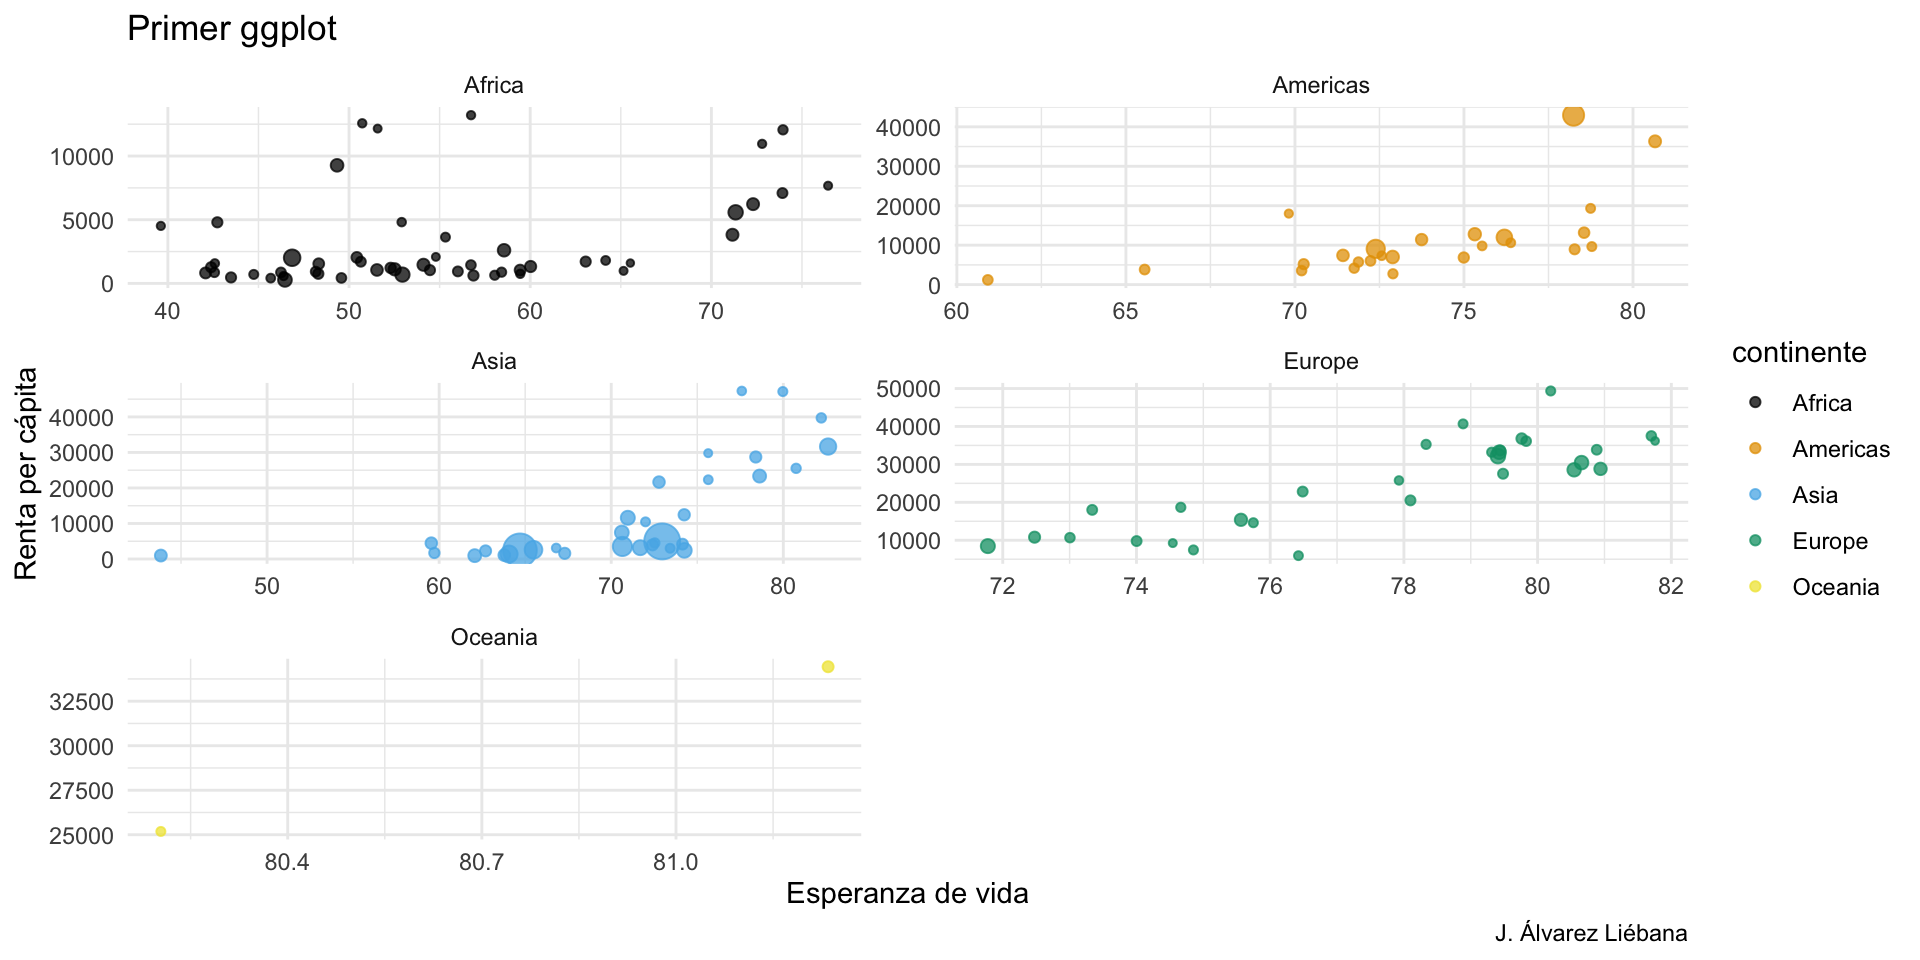 Primer ggplot
Africa
Americas
10000
5000
0
40 50 60 70
40000
30000
20000
10000
0
60 65 70 75 80
Asia
Europe
40000
30000
20000
10000
0
50 60 70 80
50000
40000
30000
20000
10000
72 74 76 78 80 82
Oceania
32500
30000
27500
25000
80.4 80.7 81.0
Renta per cápita
Esperanza de vida
continente
Africa
Americas
Asia
Europe
Oceania
J. Álvarez Liébana